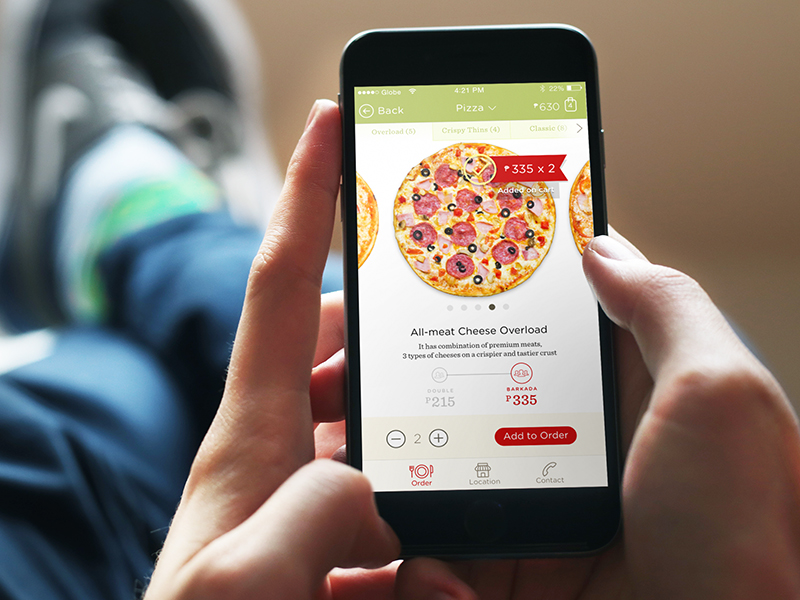 Globe 4:21 PM 22%
Back Pizza ₱630
Overload (5) Crispy Thins (4) Classic (6)
₱335 x 2
Added on cart
All-meat Cheese Overload
It has combination of premium meats,
3 types of cheeses on a crispier and tastier crust
DOUBLE BARKADA
₱215 ₱335
2 Add to Order
Order Location Contact